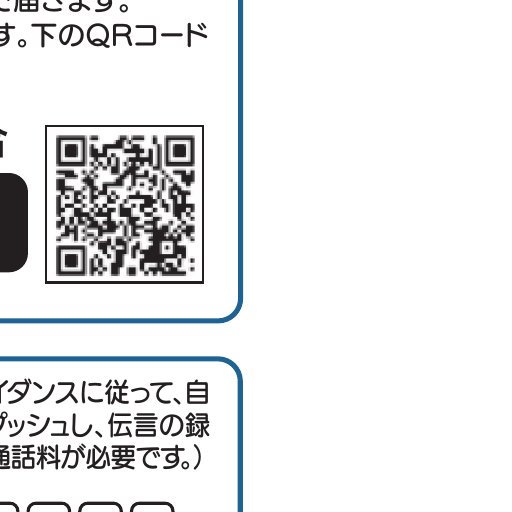 で届きます。
す。下のQRコード
合
イダンスに従って、自
プッシュし、伝言の録
通話料が必要です。）